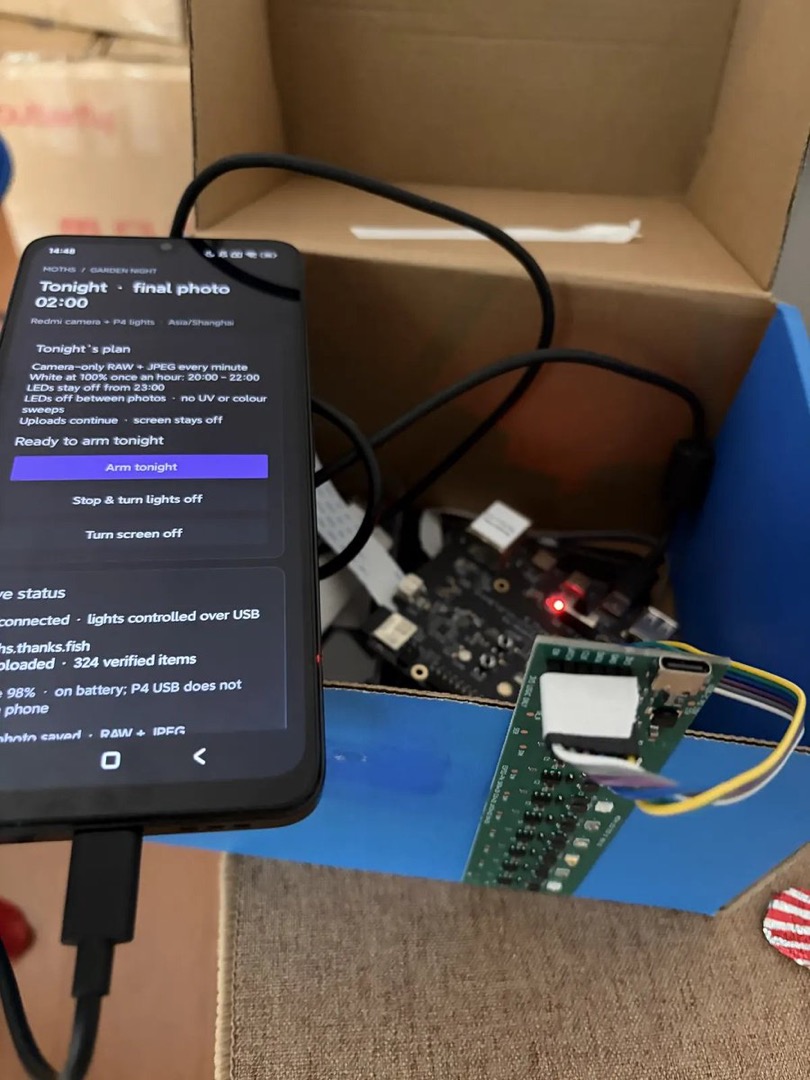 14:48
MOTHS / GARDEN NIGHT
Tonight · final photo
02:00
Redmi camera + P4 lights · Asia/Shanghai
Tonight's plan
Camera-only RAW + JPEG every minute
White at 100% once an hour: 20:00 – 22:00
LEDs stay off from 23:00
LEDs off between photos · no UV or colour
sweeps
Uploads continue · screen stays off
Ready to arm tonight
Arm tonight
Stop & turn lights off
Turn screen off
ve status
connected · lights controlled over USB
hs.thanks.fish
ploaded · 324 verified items
e 98% · on battery; P4 USB does not
phone
photo saved · RAW + JPEG